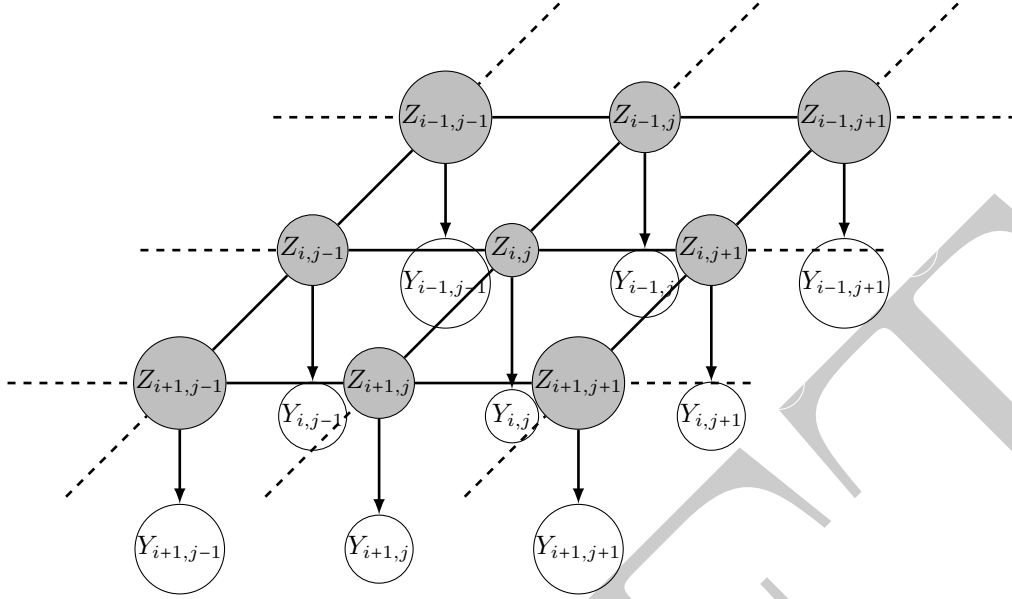 Z_{i-1,j-1} Z_{i-1,j} Z_{i-1,j+1}
Z_{i,j-1} Z_{i,j} Z_{i,j+1}
Y_{i-1,j-1} Y_{i-1,j} Y_{i-1,j+1}
Z_{i+1,j-1} Z_{i+1,j} Z_{i+1,j+1}
Y_{i,j-1} Y_{i,j} Y_{i,j+1}
Y_{i+1,j-1} Y_{i+1,j} Y_{i+1,j+1}